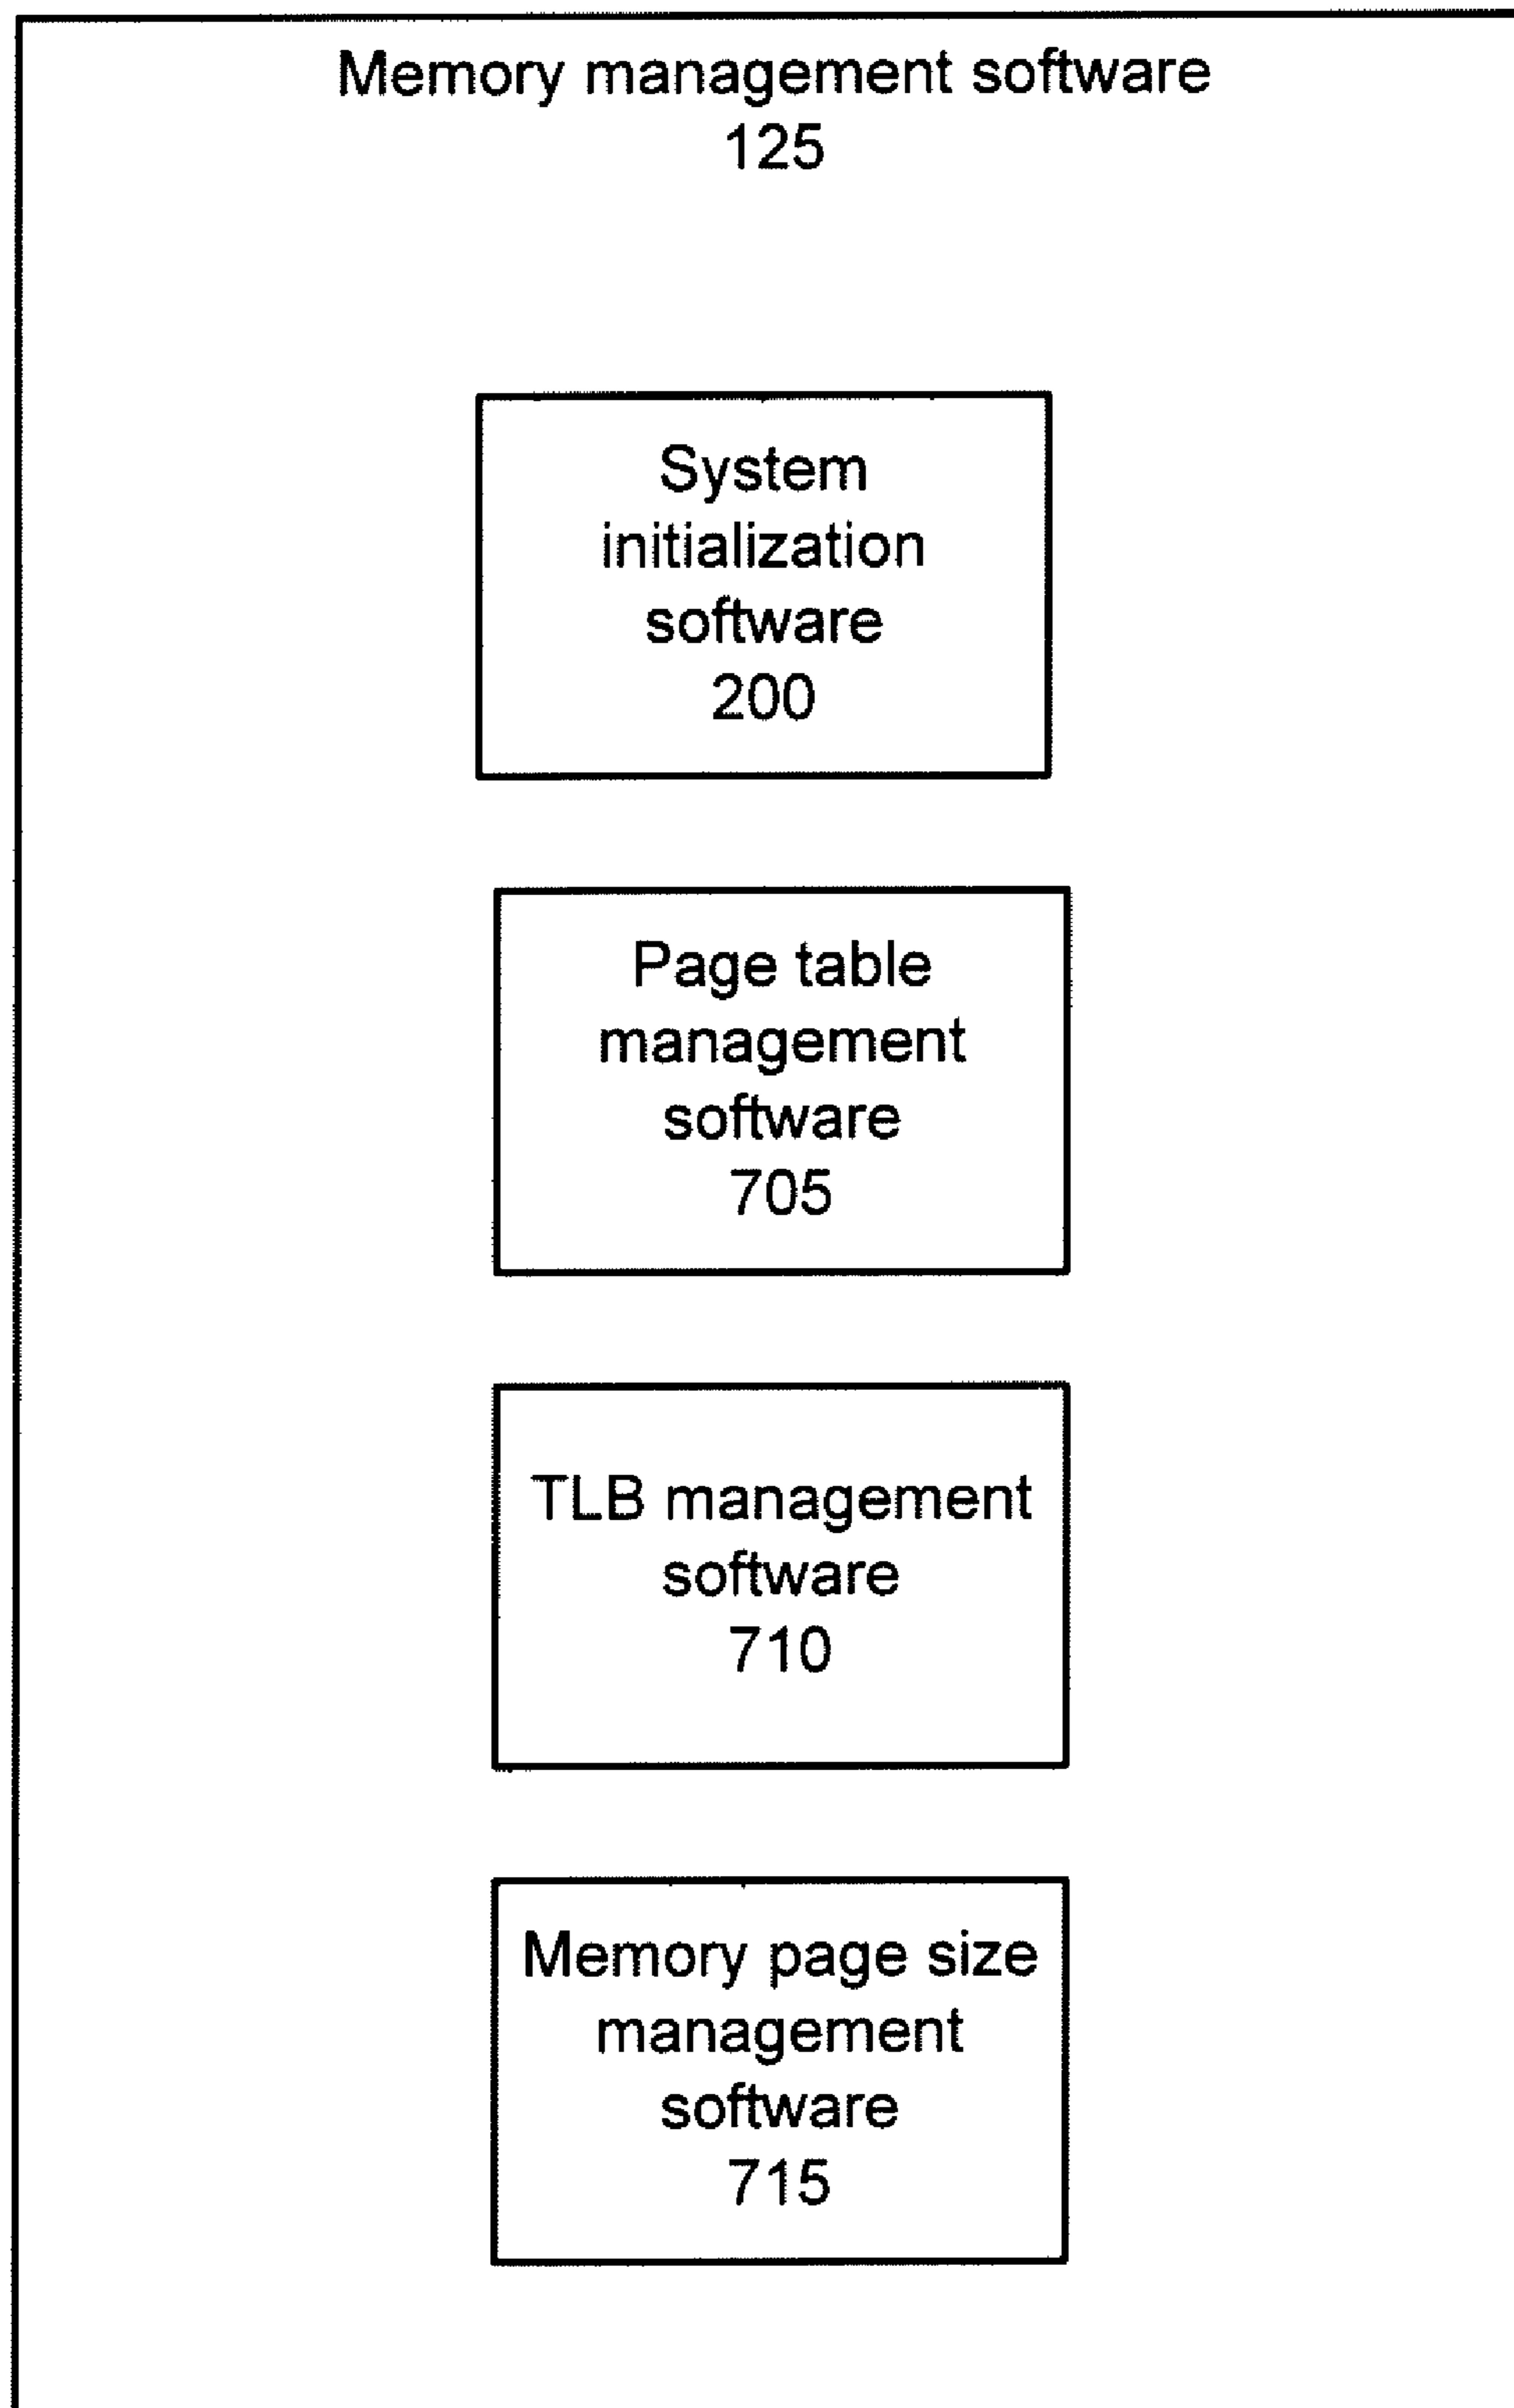 Memory management software
125
System
initialization
software
200
Page table
management
software
705
TLB management
software
710
Memory page size
management
software
715